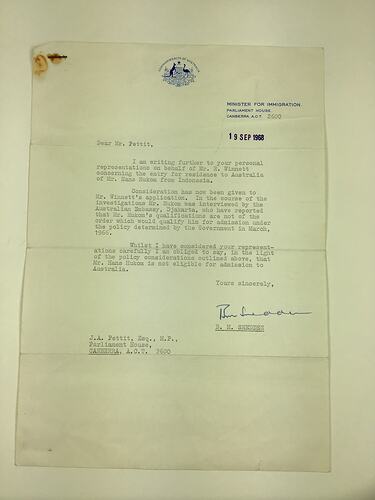 COMMONWEALTH OF AUSTRALIA
MINISTER FOR IMMIGRATION
PARLIAMENT HOUSE,
CANBERRA, A.C.T. 2600
19 SEP 1968
Dear Mr. Pettit,
I am writing further to your personal
representations on behalf of Mr. H. Winnett
concerning the entry for residence to Australia
of Mr. Hans Hukom from Indonesia.
Consideration has now been given to
Mr. Winnett's application. In the course of the
investigations Mr. Hukom was interviewed by the
Australian Embassy, Djakarta, who have reported
that Mr. Hukom's qualifications are not of the
order which would qualify him for admission under
the policy determined by the Government in March,
1966.
Whilst I have considered your represent-
ations carefully I am obliged to say, in the light
of the policy considerations outlined above, that
Mr. Hans Hukom is not eligible for admission to
Australia.
Yours sincerely,
B. M. SNEDDEN
J.A. Pettit, Esq., M.P.,
Parliament House,
CANBERRA, A.C.T. 2600